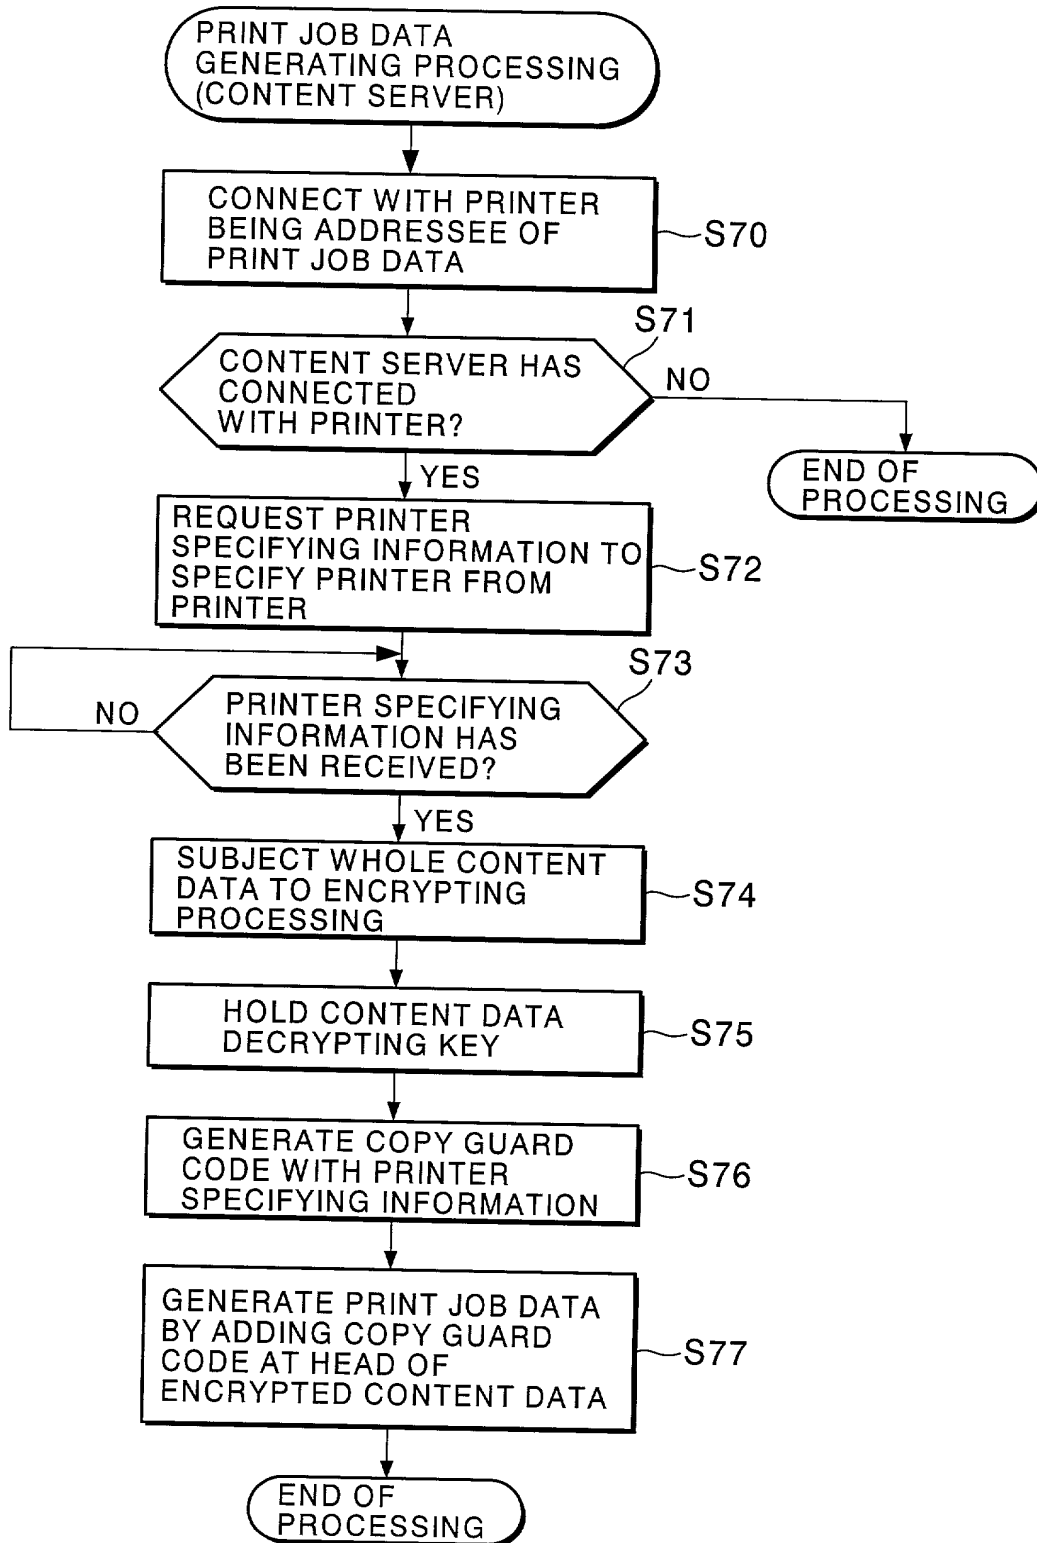 PRINT JOB DATA
GENERATING PROCESSING
(CONTENT SERVER)
CONNECT WITH PRINTER
BEING ADDRESSEE OF
PRINT JOB DATA
S70
S71
CONTENT SERVER HAS
CONNECTED
WITH PRINTER?
NO
YES
END OF
PROCESSING
REQUEST PRINTER
SPECIFYING INFORMATION TO
SPECIFY PRINTER FROM
PRINTER
S72
S73
NO
PRINTER SPECIFYING
INFORMATION HAS
BEEN RECEIVED?
YES
SUBJECT WHOLE CONTENT
DATA TO ENCRYPTING
PROCESSING
S74
HOLD CONTENT DATA
DECRYPTING KEY
S75
GENERATE COPY GUARD
CODE WITH PRINTER
SPECIFYING INFORMATION
S76
GENERATE PRINT JOB DATA
BY ADDING COPY GUARD
CODE AT HEAD OF
ENCRYPTED CONTENT DATA
S77
END OF
PROCESSING